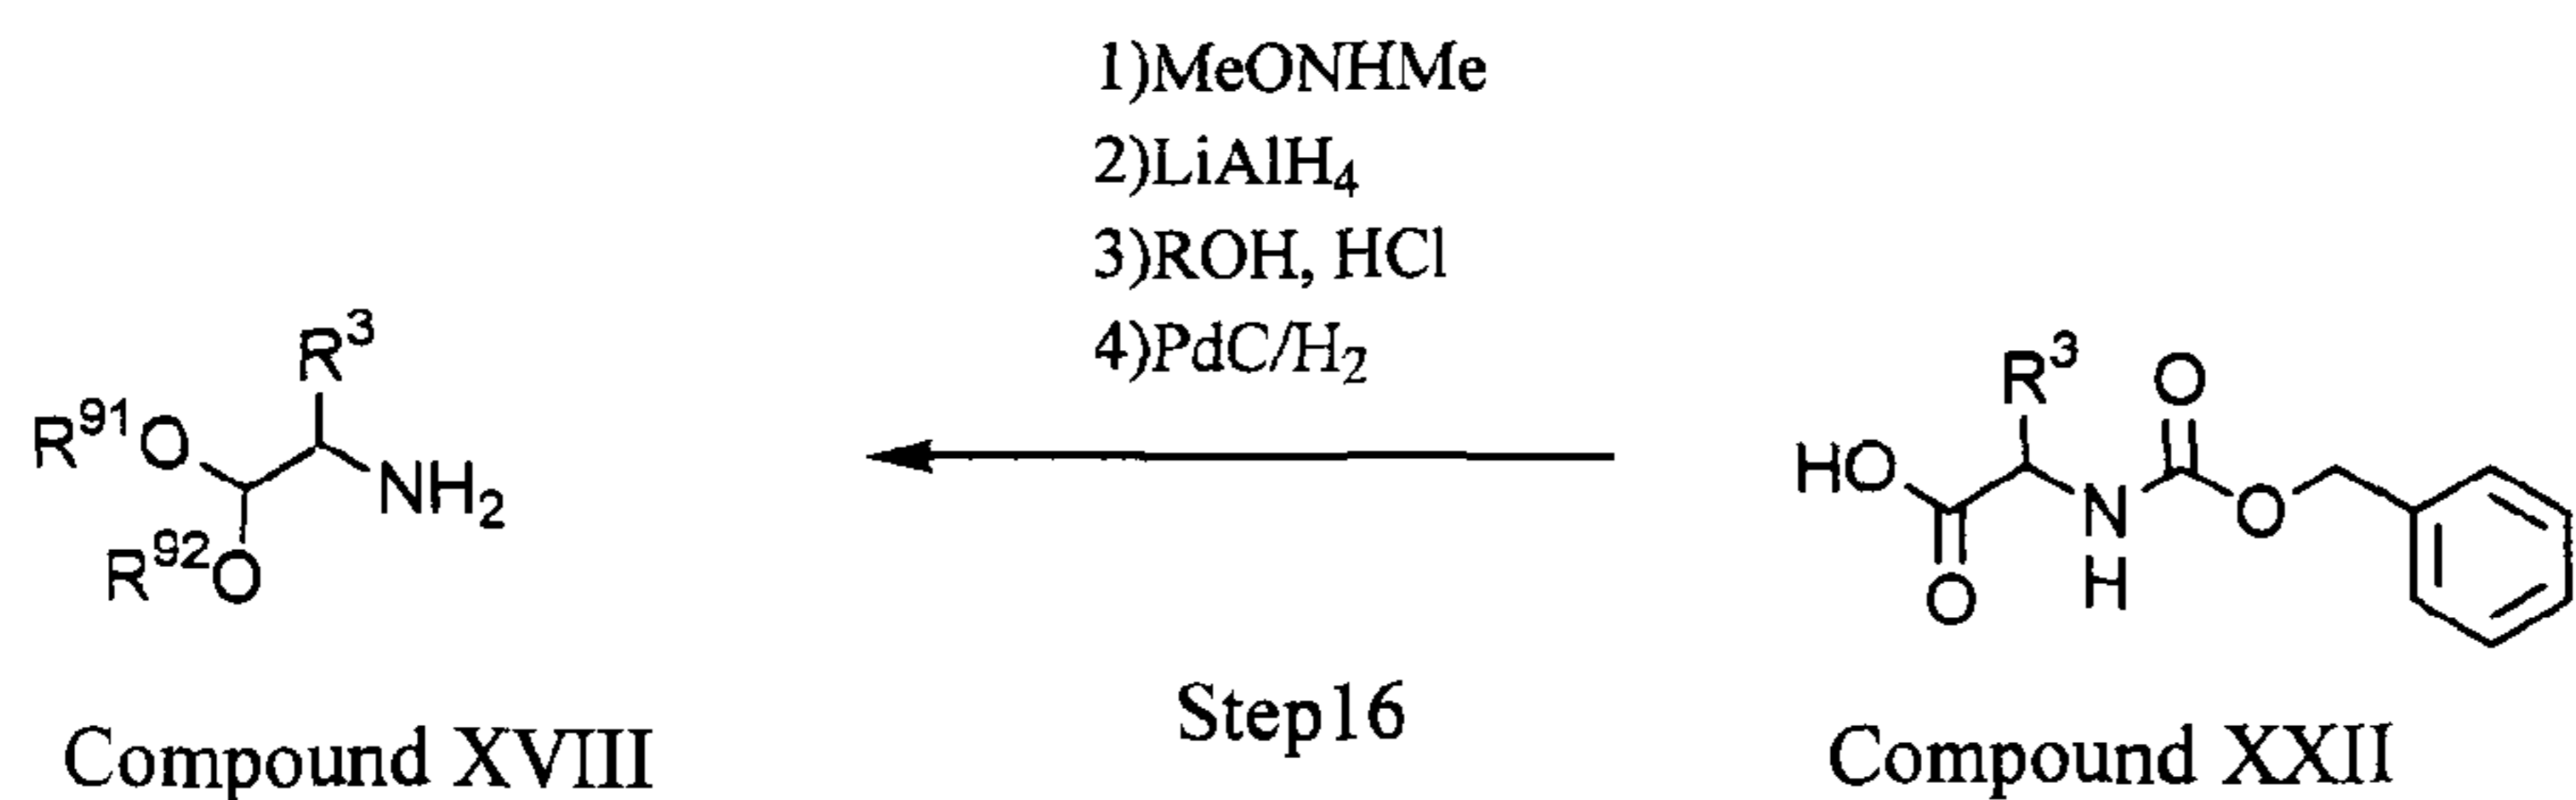 1)MeONHMe
2)LiAlH4
3)ROH, HCl
4)PdC/H2
R3
R91O
NH2
R92O
R3
O
HO
N
O
O
H
Step16
Compound XVIII
Compound XXII